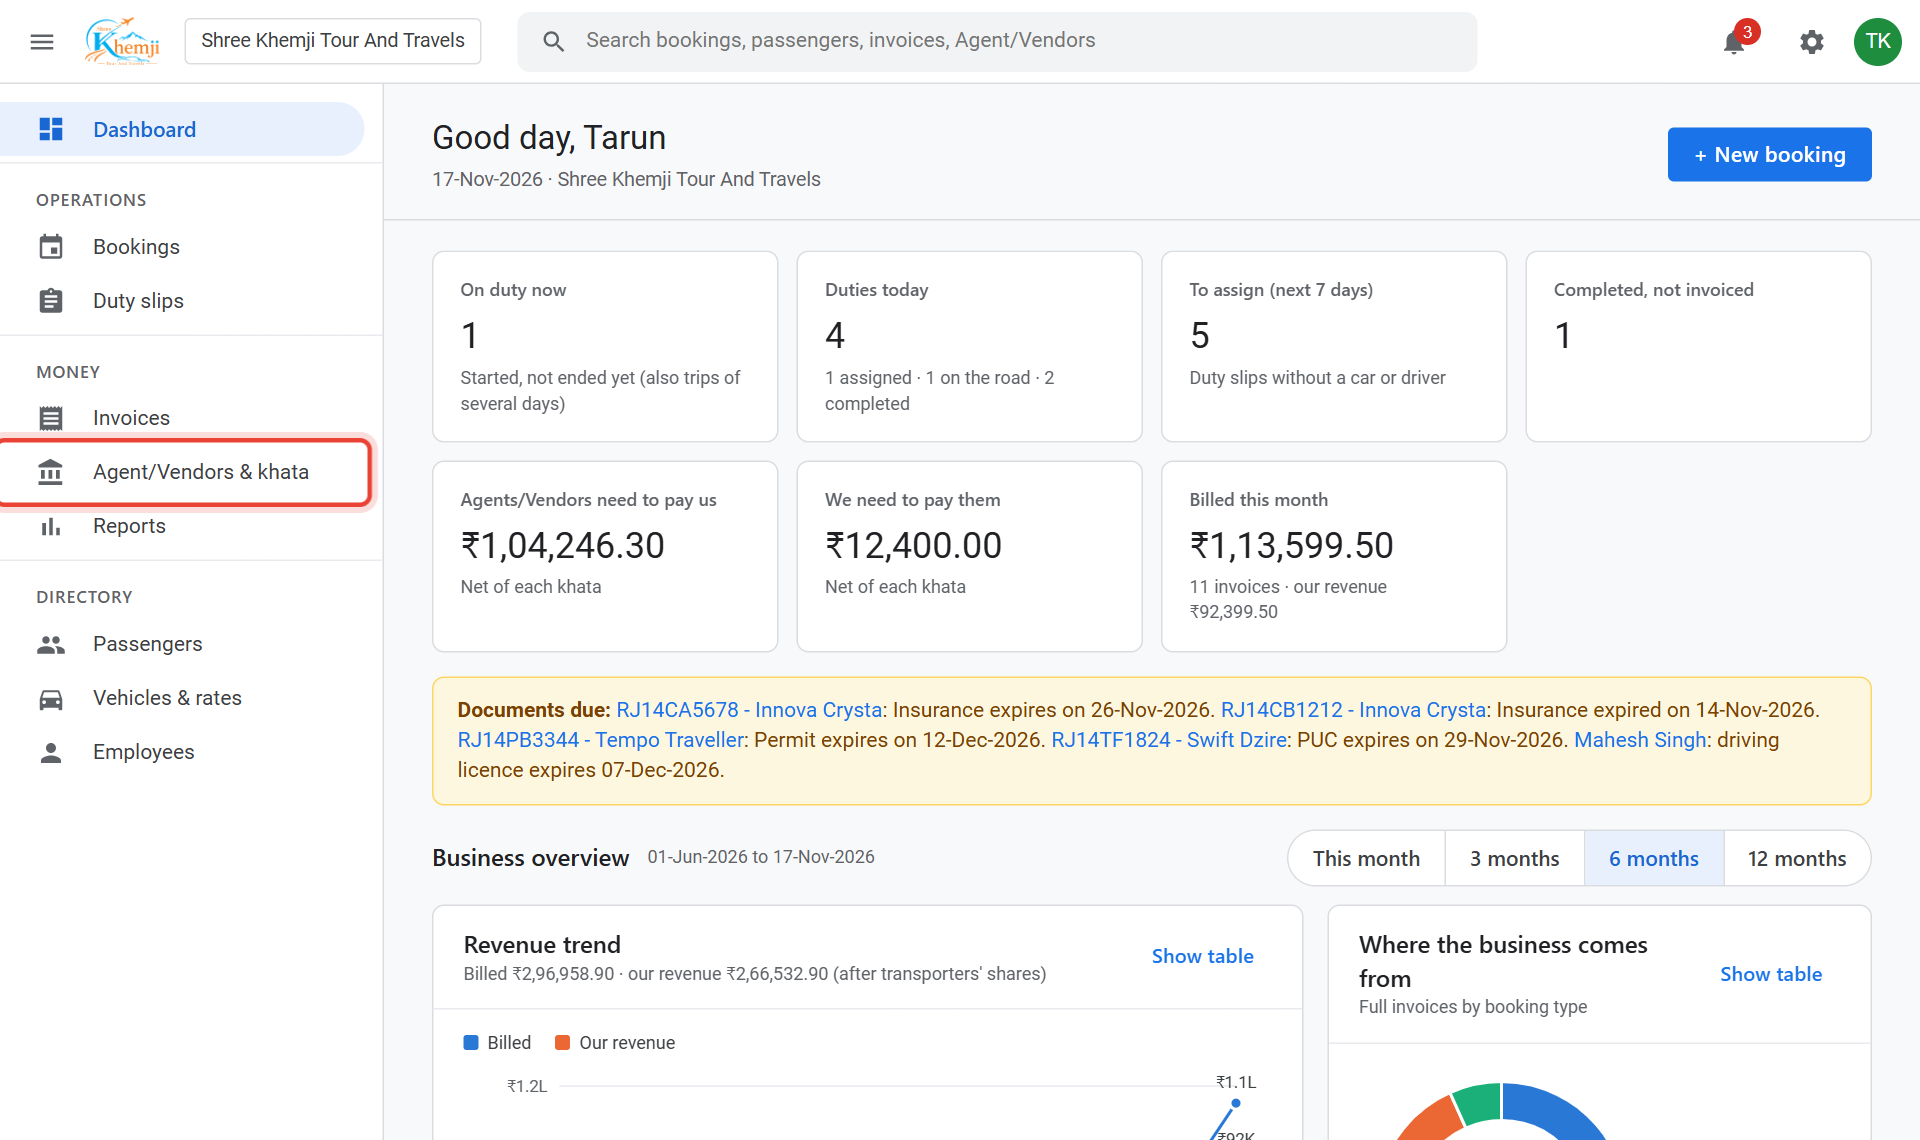 Khemji
Shree Khemji Tour And Travels
Search bookings, passengers, invoices, Agent/Vendors
3
TK
Dashboard
OPERATIONS
Bookings
Duty slips
MONEY
Invoices
Agent/Vendors & khata
Reports
DIRECTORY
Passengers
Vehicles & rates
Employees
Good day, Tarun
17-Nov-2026 · Shree Khemji Tour And Travels
+ New booking
On duty now
1
Started, not ended yet (also trips of
several days)
Duties today
4
1 assigned · 1 on the road · 2
completed
To assign (next 7 days)
5
Duty slips without a car or driver
Completed, not invoiced
1
Agents/Vendors need to pay us
₹1,04,246.30
Net of each khata
We need to pay them
₹12,400.00
Net of each khata
Billed this month
₹1,13,599.50
11 invoices · our revenue
₹92,399.50
Documents due: RJ14CA5678 - Innova Crysta: Insurance expires on 26-Nov-2026. RJ14CB1212 - Innova Crysta: Insurance expired on 14-Nov-2026.
RJ14PB3344 - Tempo Traveller: Permit expires on 12-Dec-2026. RJ14TF1824 - Swift Dzire: PUC expires on 29-Nov-2026. Mahesh Singh: driving
licence expires 07-Dec-2026.
Business overview 01-Jun-2026 to 17-Nov-2026
This month
3 months
6 months
12 months
Revenue trend
Billed ₹2,96,958.90 · our revenue ₹2,66,532.90 (after transporters' shares)
Show table
Billed
Our revenue
₹1.2L
₹1.1L
₹92K
Where the business comes
from
Full invoices by booking type
Show table